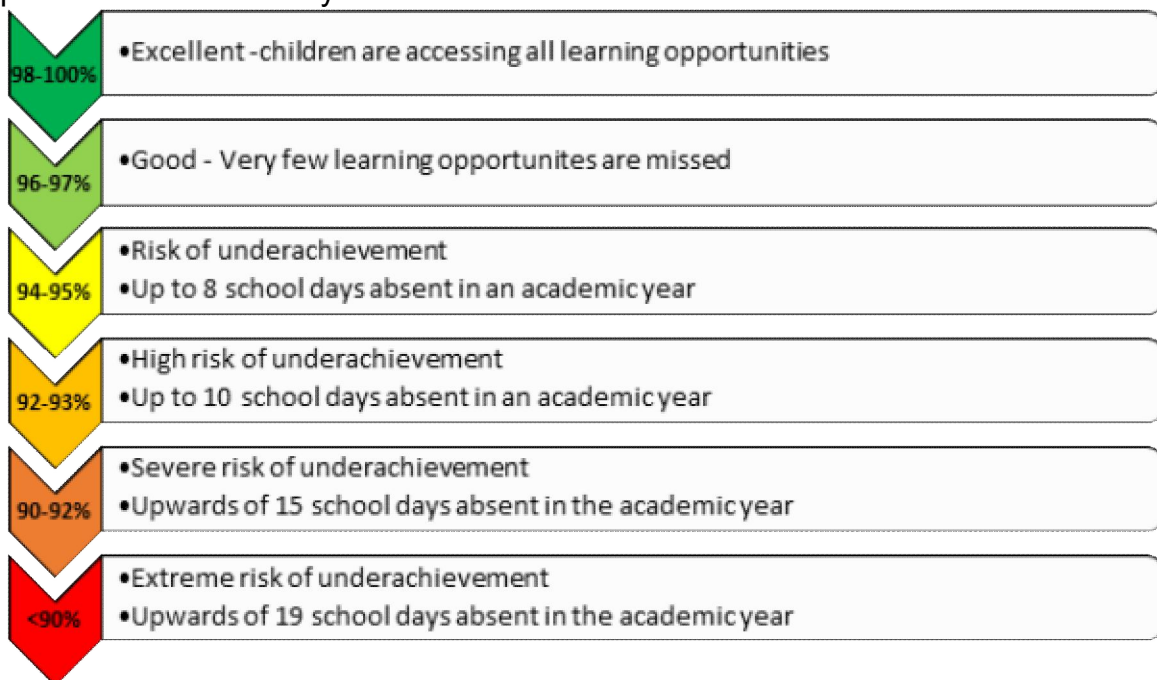 98-100%
•Excellent -children are accessing all learning opportunities
96-97%
•Good - Very few learning opportunites are missed
94-95%
•Risk of underachievement
•Up to 8 school days absent in an academic year
92-93%
•High risk of underachievement
•Up to 10 school days absent in an academic year
90-92%
•Severe risk of underachievement
•Upwards of 15 school days absent in the academic year
<90%
•Extreme risk of underachievement
•Upwards of 19 school days absent in the academic year